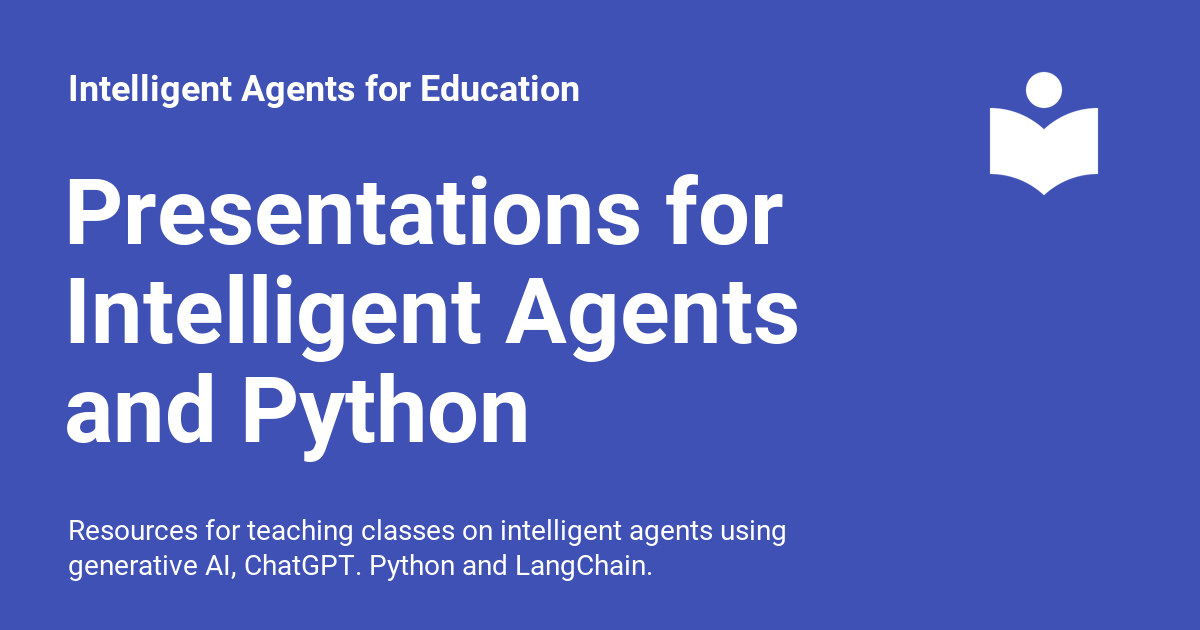 Intelligent Agents for Education
Presentations for
Intelligent Agents
and Python
Resources for teaching classes on intelligent agents using
generative AI, ChatGPT. Python and LangChain.